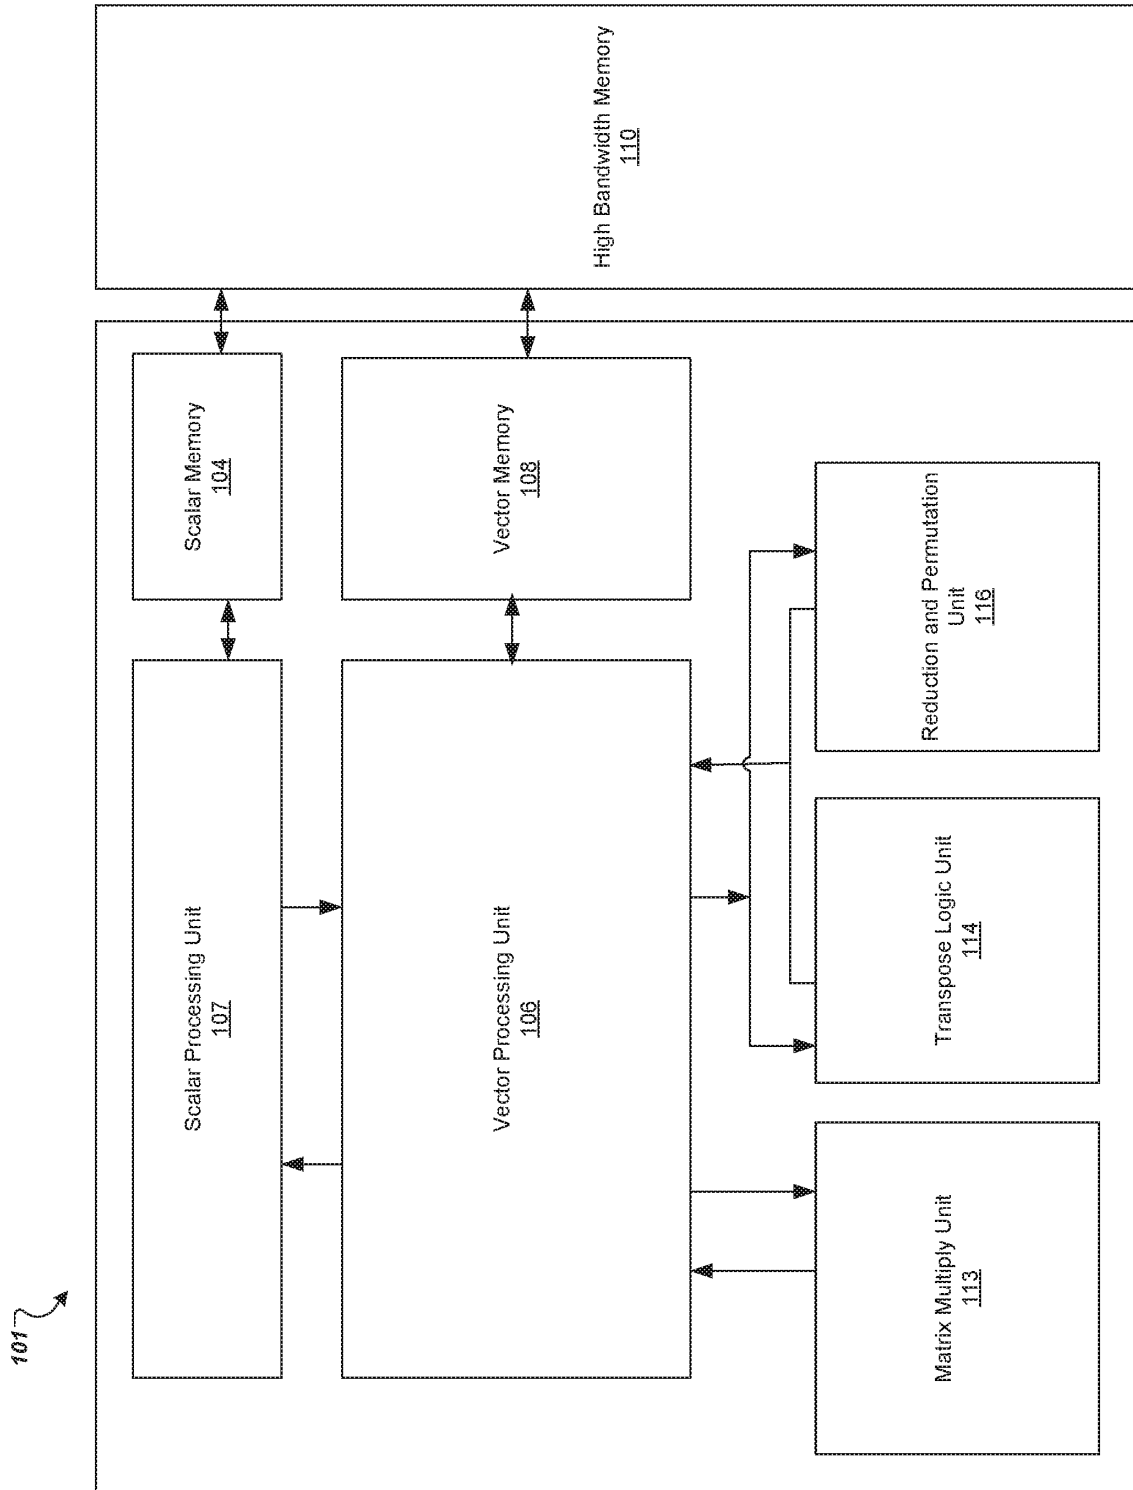 101
Scalar Processing Unit
107
Scalar Memory
104
Vector Processing Unit
106
Vector Memory
108
High Bandwidth Memory
110
Matrix Multiply Unit
113
Transpose Logic Unit
114
Reduction and Permutation
Unit
116